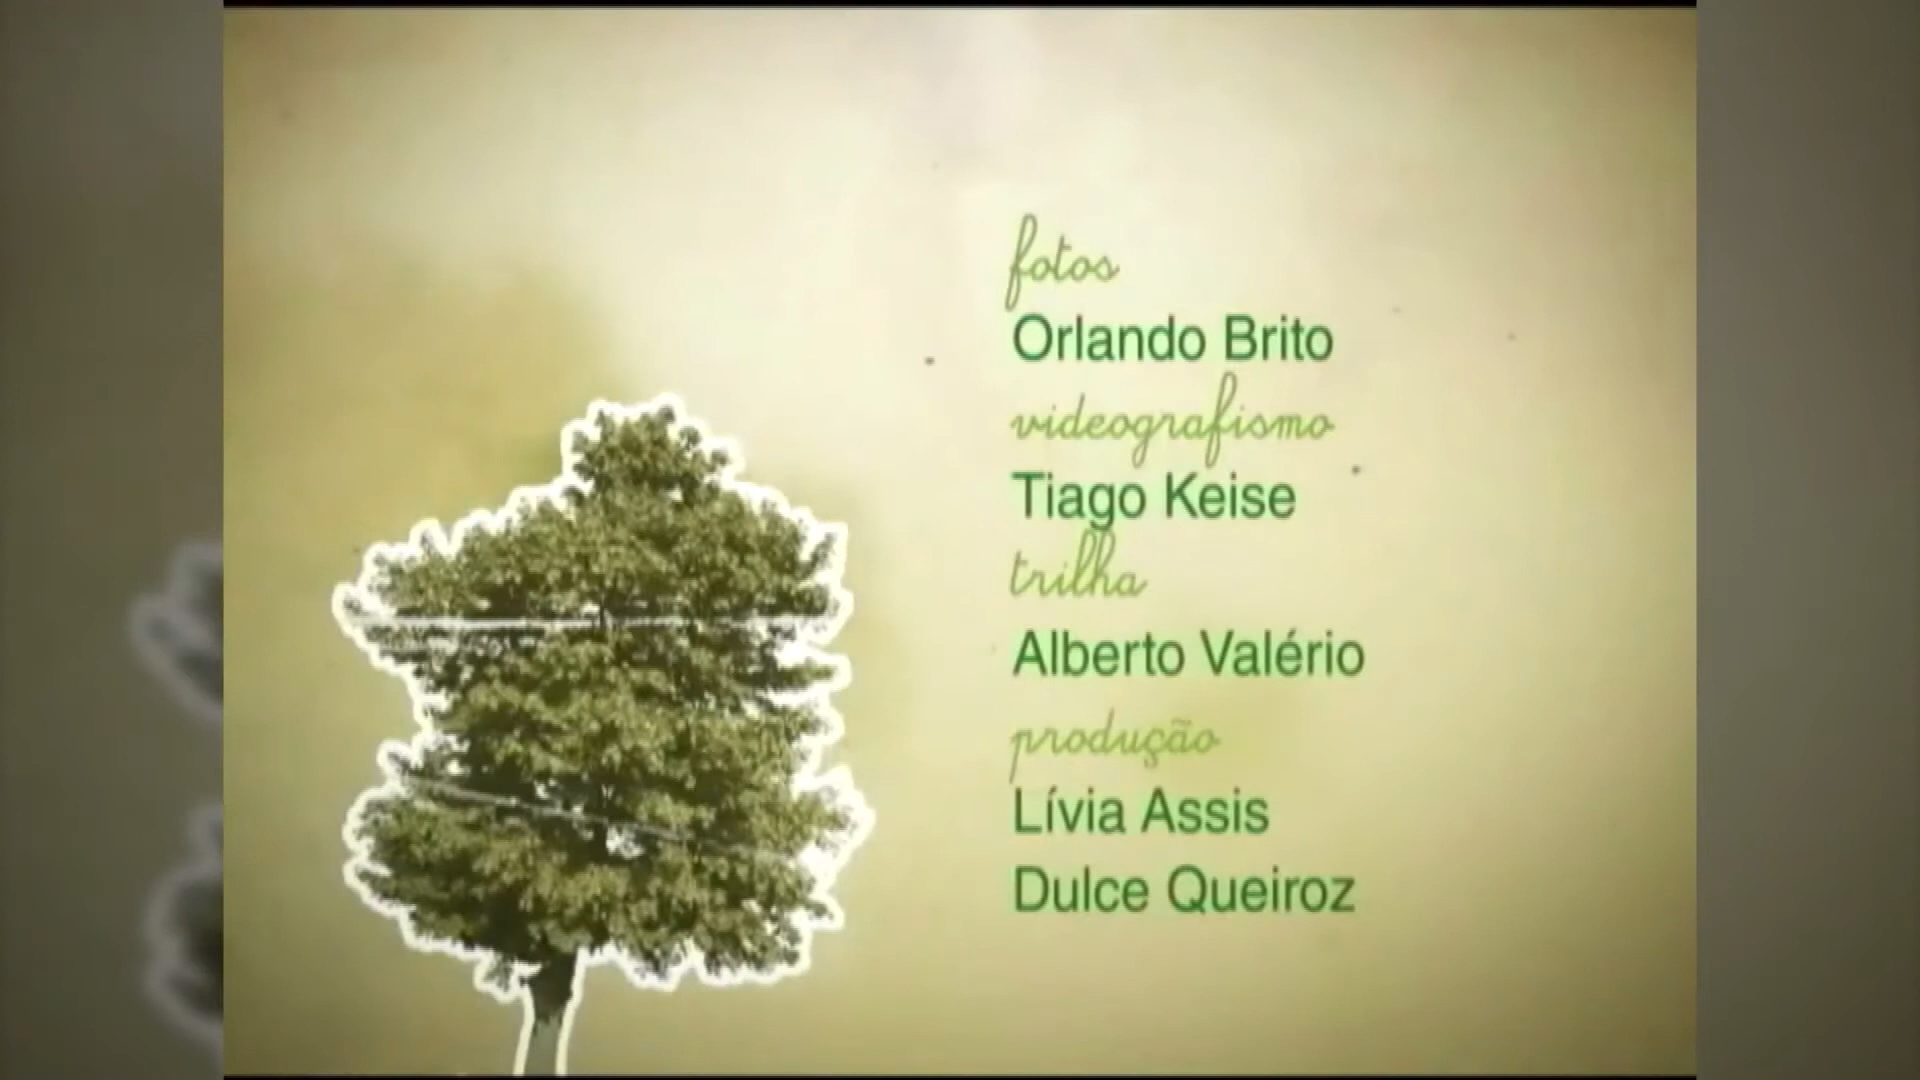 fotos
Orlando Brito
videografismo
Tiago Keise
trilha
Alberto Valério
produção
Lívia Assis
Dulce Queiroz